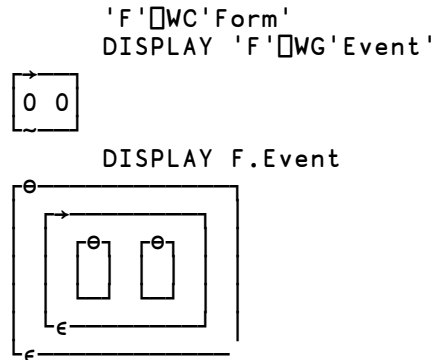 'F'⎕WC'Form'
DISPLAY 'F'⎕WG'Event'
┌→──┐
│0 0│
└~──┘
DISPLAY F.Event
┌⊖────────────┐
│ ┌→────────┐ │
│ │ ┌⊖┐ ┌⊖┐ │ │
│ │ │ │ │ │ │ │
│ │ └─┘ └─┘ │ │
│ └∊────────┘ │
└∊────────────┘